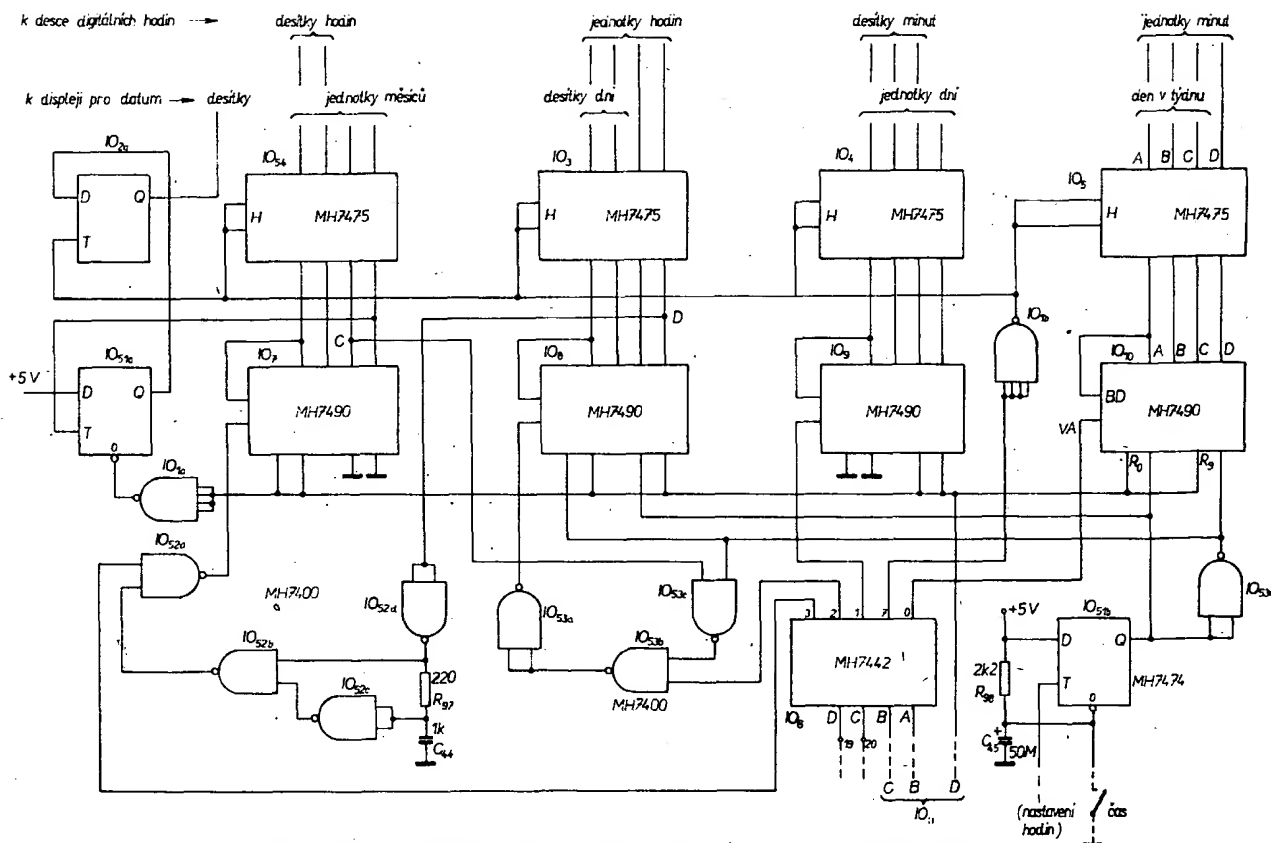 k desce digitálních hodin
desítky hodin
jednotky hodin
desítky minut
jednotky minut
k displeji pro datum
desítky
jednotky měsíců
desítky dní
jednotky dní
den v týdnu
IO2a
IO54
IO3
IO4
IO5
A B C D
D Q
T
H MH7475
H MH7475
H MH7475
H MH7475
IO1b
D
C
IO51a
IO7
IO8
IO9
IO10
A B C D
+5V
D Q
T
MH7490
MH7490
MH7490
BD
MH7490
VA
R0 R9
IO1a
IO52a
MH7400
IO52d
IO53a
IO53c
IO53b
MH7400
3 2 1 7 0
MH7442
IO6
D C B A
19 20
C B D
IO52b
IO52c
220
R97
1k
C44
+5V
IO51b
D Q
T
MH7474
2k2
R98
C45
50M
(nastavení
hodin)
čas